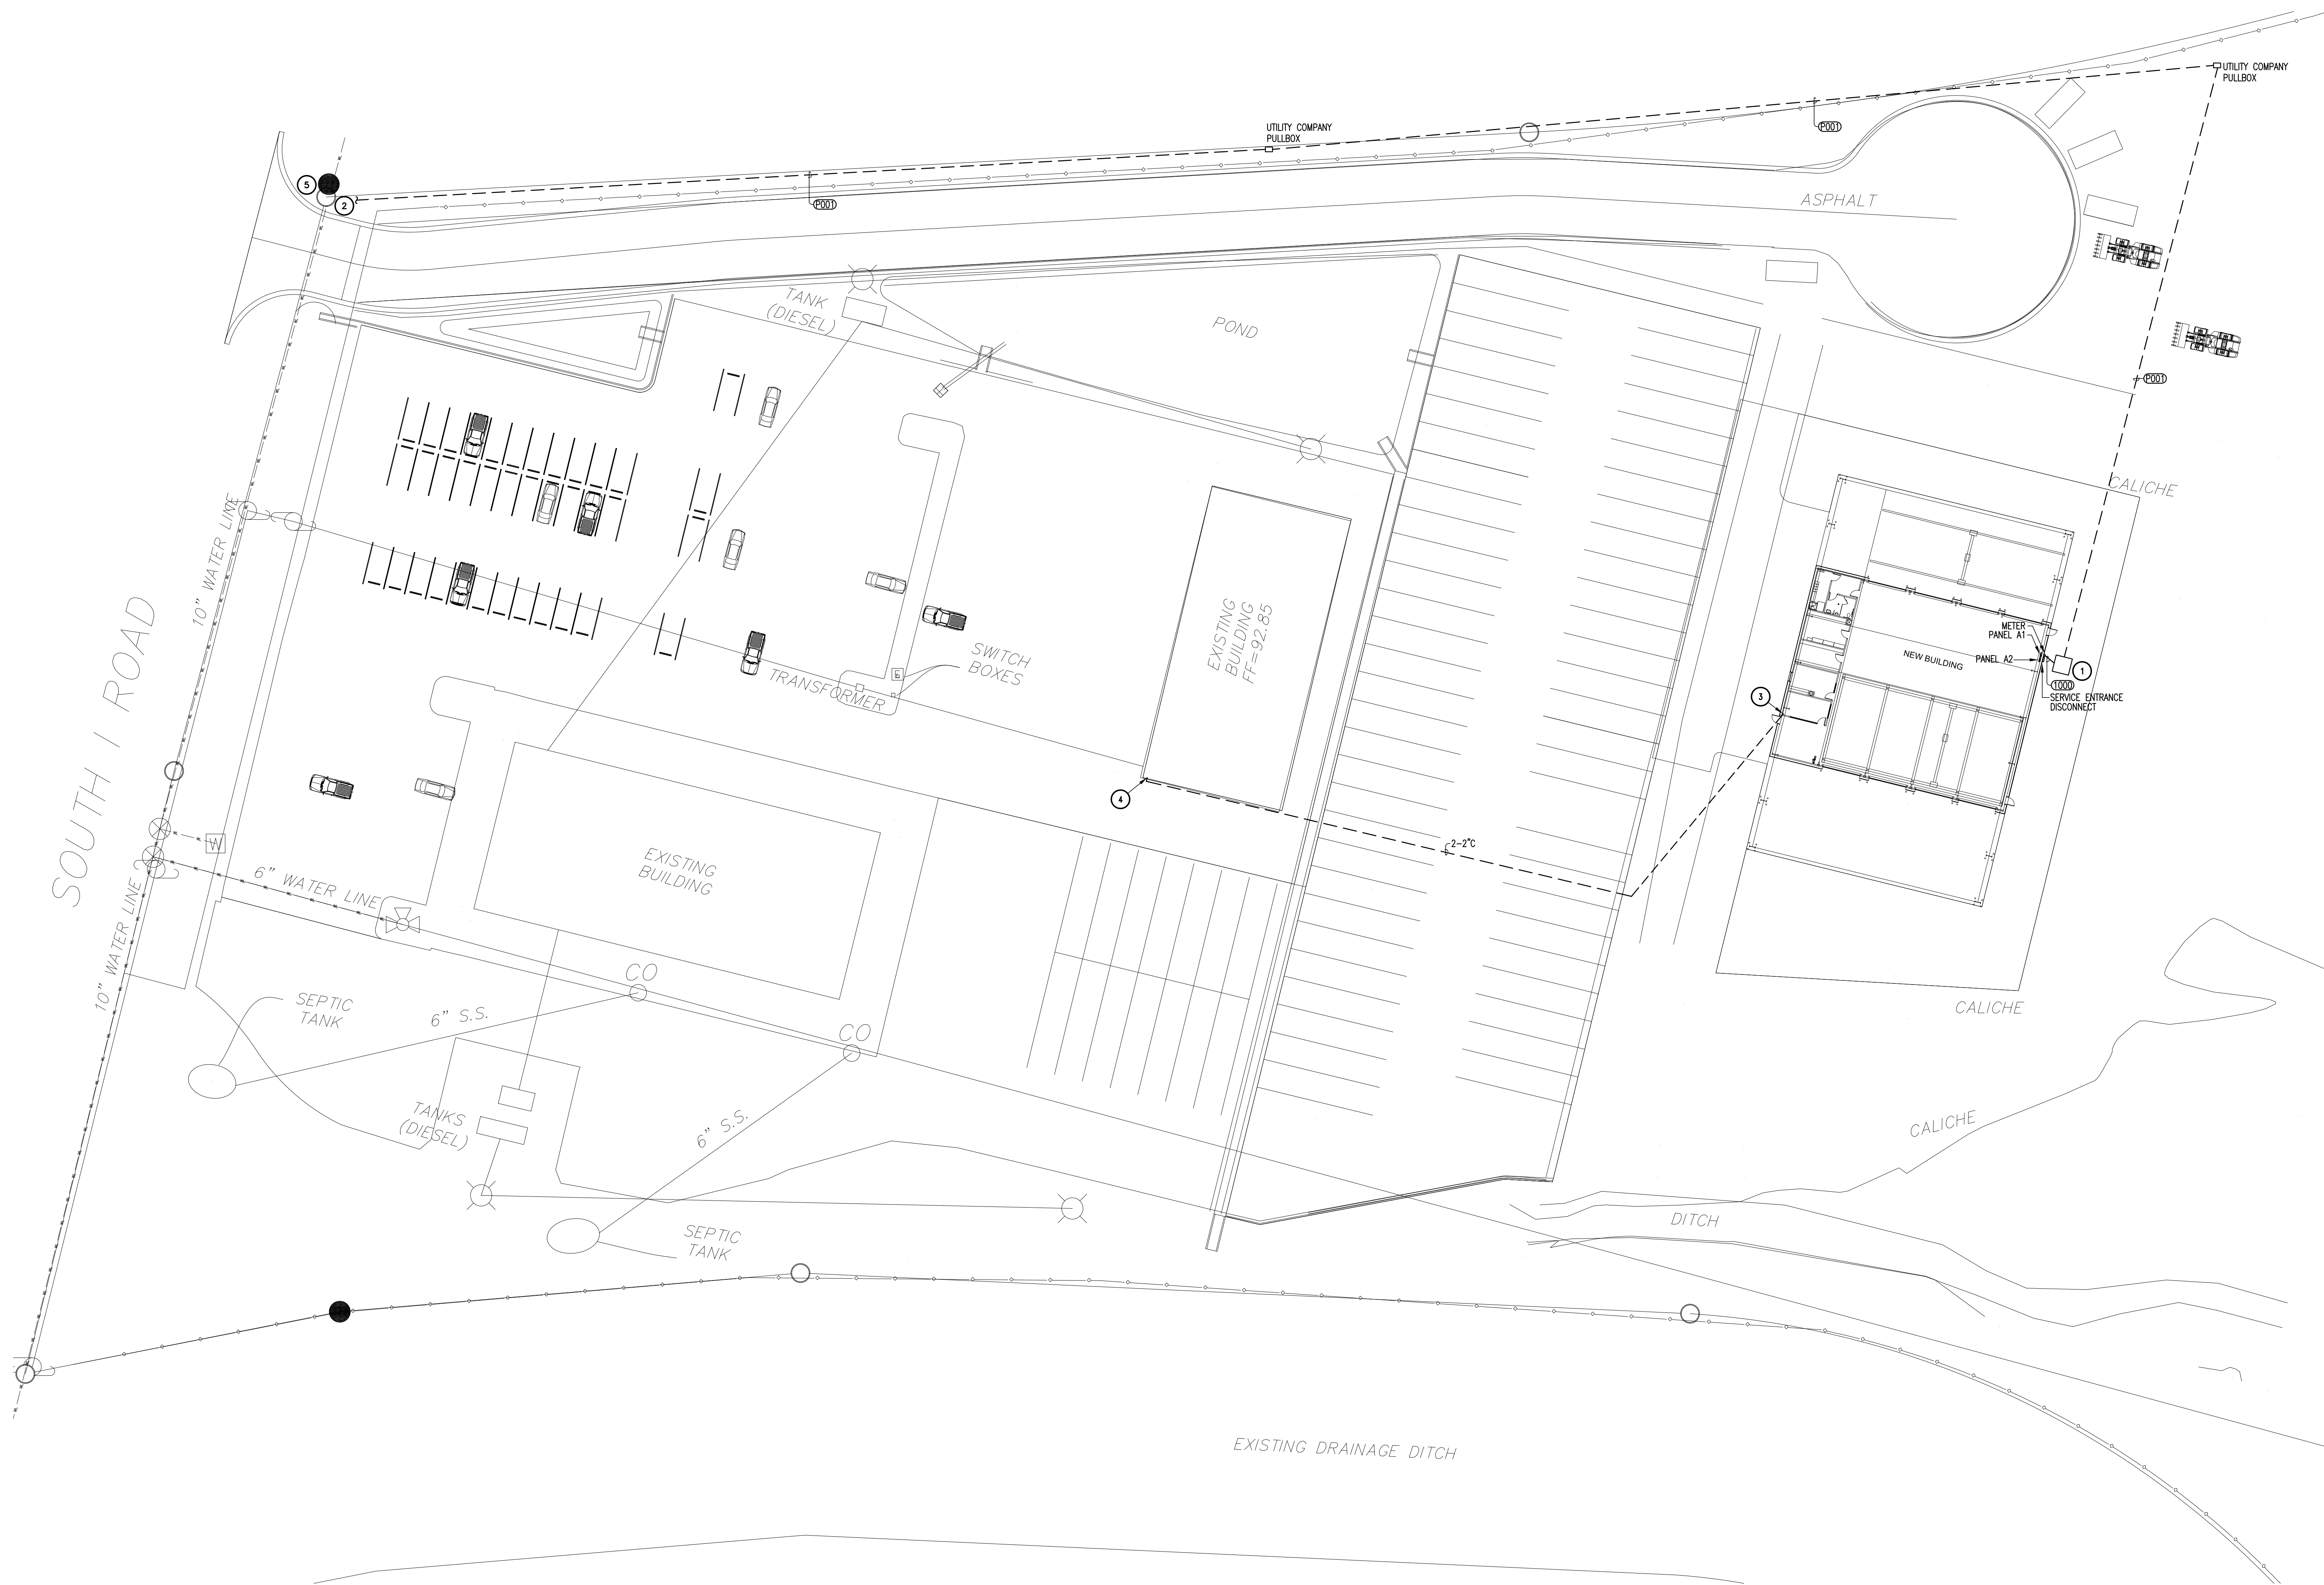 UTILITY COMPANY
PULLBOX
UTILITY COMPANY
PULLBOX
P001
5
2
P001
ASPHALT
TANK
(DIESEL)
POND
P001
CALICHE
10" WATER LINE
SOUTH I ROAD
EXISTING
BUILDING
FF=92.85
SWITCH
BOXES
TRANSFORMER
E
METER
PANEL A1
PANEL A2
NEW BUILDING
1
1000
SERVICE ENTRANCE
DISCONNECT
3
4
2-2"C
W
EXISTING
BUILDING
6" WATER LINE
10" WATER LINE
CO
CO
SEPTIC
TANK
6" S.S.
CALICHE
TANKS
(DIESEL)
6" S.S.
CALICHE
SEPTIC
TANK
DITCH
EXISTING DRAINAGE DITCH